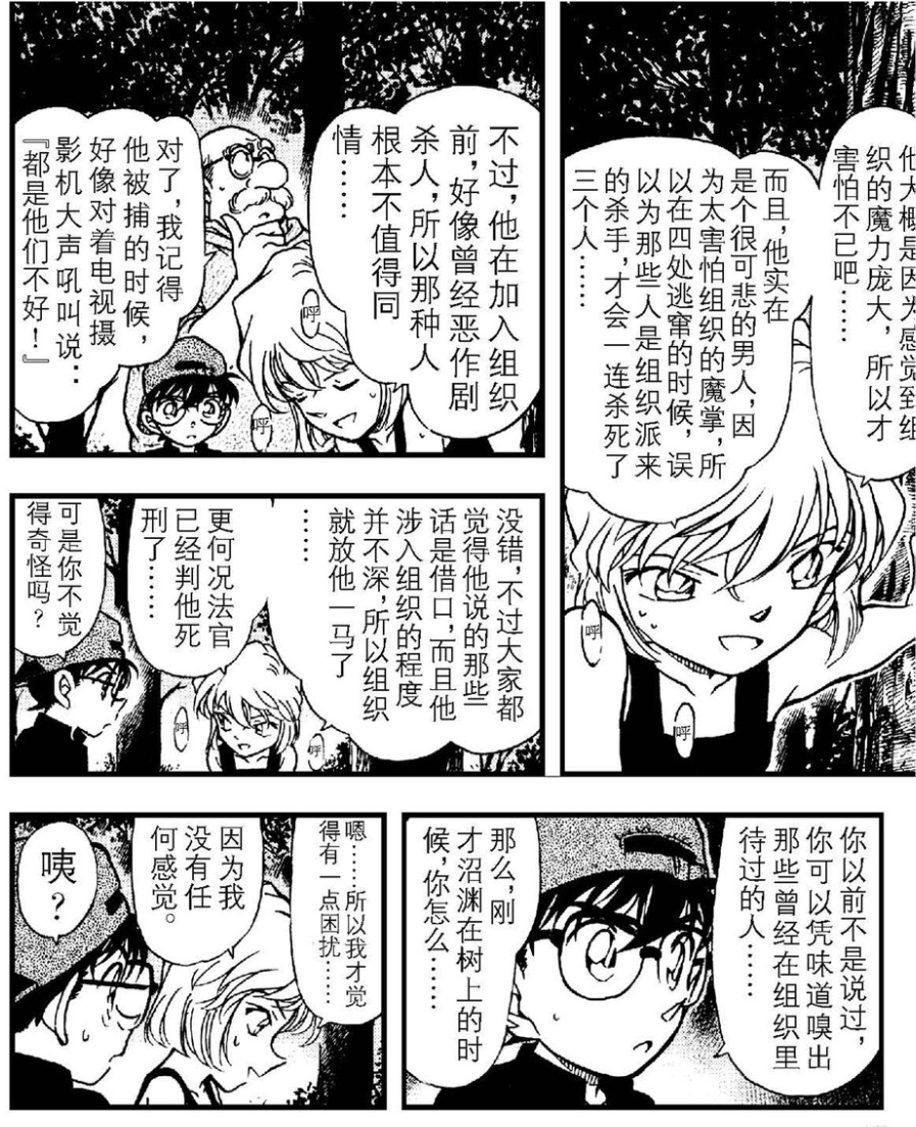 他大概是因为感觉到组
织的魔力庞大，所以才
害怕不已吧……
而且，他实在
是个很可悲的男人，因
为太害怕组织的魔掌，所
以在四处逃窜的时候，误
以为那些人是组织派来
的杀手，才会一连杀死了
三个人……
呼
呼
不过，他在加入组织
前，好像曾经恶作剧
杀人，所以那种人
根本不值得同
情……
呼
呼
对了，我记得
他被捕的时候，
好像对着电视摄
影机大声吼叫说：
『都是他们不好！』
没错，不过大家都
觉得他说的那些
话是借口，而且他
涉入组织的程度
并不深，所以组织
就放他一马了
……
呼
呼
更何况法官
已经判他死
刑了……
可是你不觉
得奇怪吗？
你以前不是说过，
你可以凭味道嗅出
那些曾经在组织里
待过的人……
那么，刚
才沼渊在树上的时
候，你怎么……
嗯……所以我才觉
得有一点困扰……
因为我
没有任
何感觉。
咦？